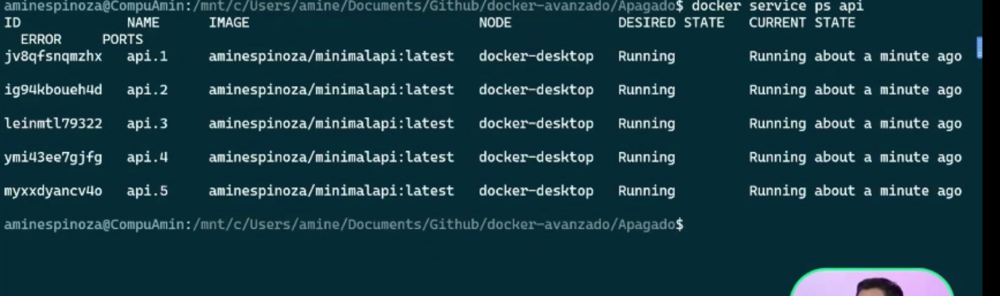 aminespinoza@CompuAmin:/mnt/c/Users/amine/Documents/Github/docker-avanzado/Apagado$ docker service ps api
ID NAME IMAGE NODE DESIRED STATE CURRENT STATE
ERROR PORTS
jv8qfsnqmzhx api.1 aminespinoza/minimalapi:latest docker-desktop Running Running about a minute ago
ig94kboueh4d api.2 aminespinoza/minimalapi:latest docker-desktop Running Running about a minute ago
leinmtl79322 api.3 aminespinoza/minimalapi:latest docker-desktop Running Running about a minute ago
ymi43ee7gjfg api.4 aminespinoza/minimalapi:latest docker-desktop Running Running about a minute ago
myxxdyancv4o api.5 aminespinoza/minimalapi:latest docker-desktop Running Running about a minute ago
aminespinoza@CompuAmin:/mnt/c/Users/amine/Documents/Github/docker-avanzado/Apagado$